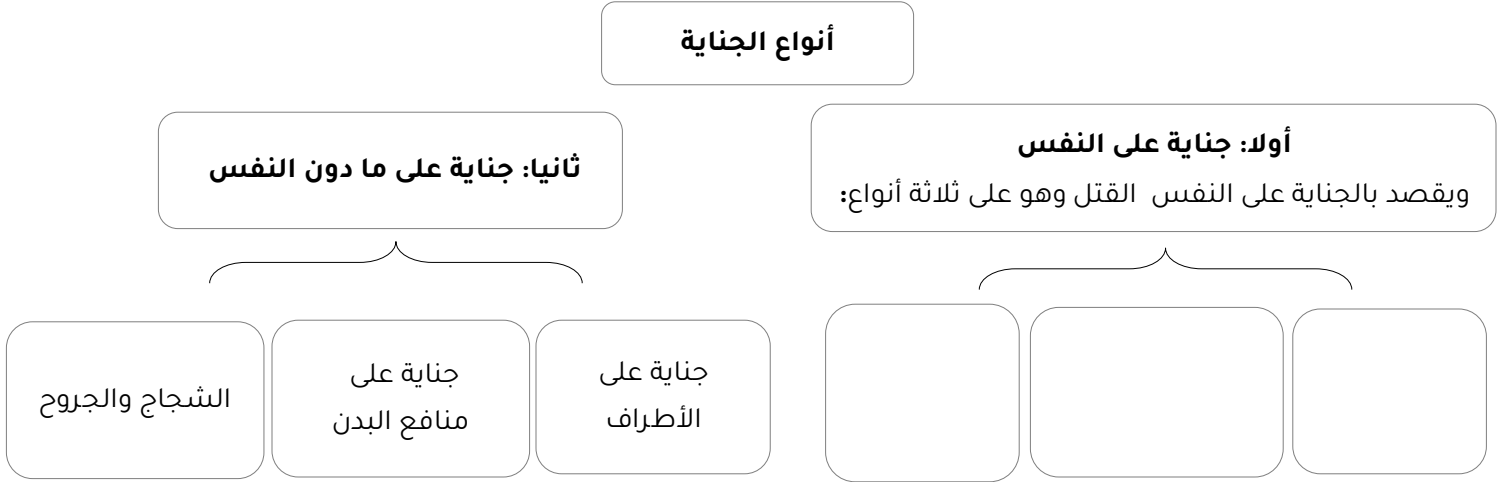 أنواع الجناية
أولا: جناية على النفس
ويقصد بالجناية على النفس القتل وهو على ثلاثة أنواع:
ثانيا: جناية على ما دون النفس
جناية على
الأطراف
جناية على
منافع البدن
الشجاج والجروح